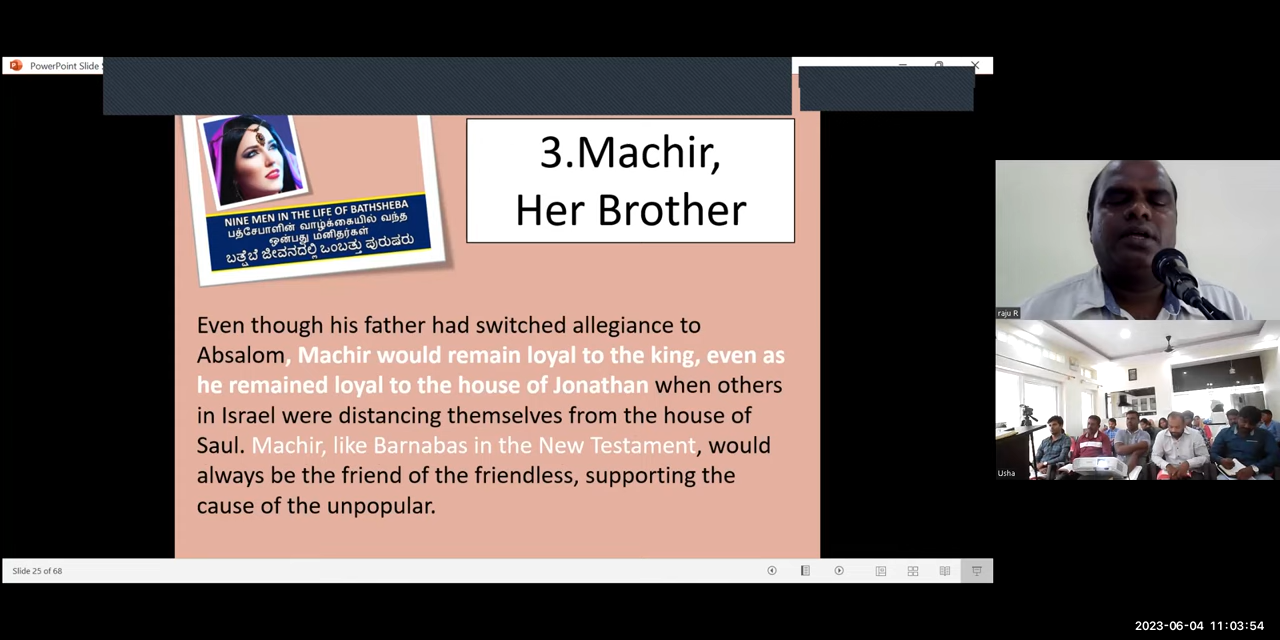 PowerPoint Slide S
3.Machir,
Her Brother
NINE MEN IN THE LIFE OF BATHSHEBA
பத்சேபாளின் வாழ்க்கையில் வந்த
ஒன்பது மனிதர்கள்
ಬತ್ಷೆಬೆ ಜೀವನದಲ್ಲಿ ಒಂಬತ್ತು ಪುರುಷರು
Even though his father had switched allegiance to
Absalom, Machir would remain loyal to the king, even as
he remained loyal to the house of Jonathan when others
in Israel were distancing themselves from the house of
Saul. Machir, like Barnabas in the New Testament, would
always be the friend of the friendless, supporting the
cause of the unpopular.
Slide 25 of 68
raju R
Usha
2023-06-04 11:03:54